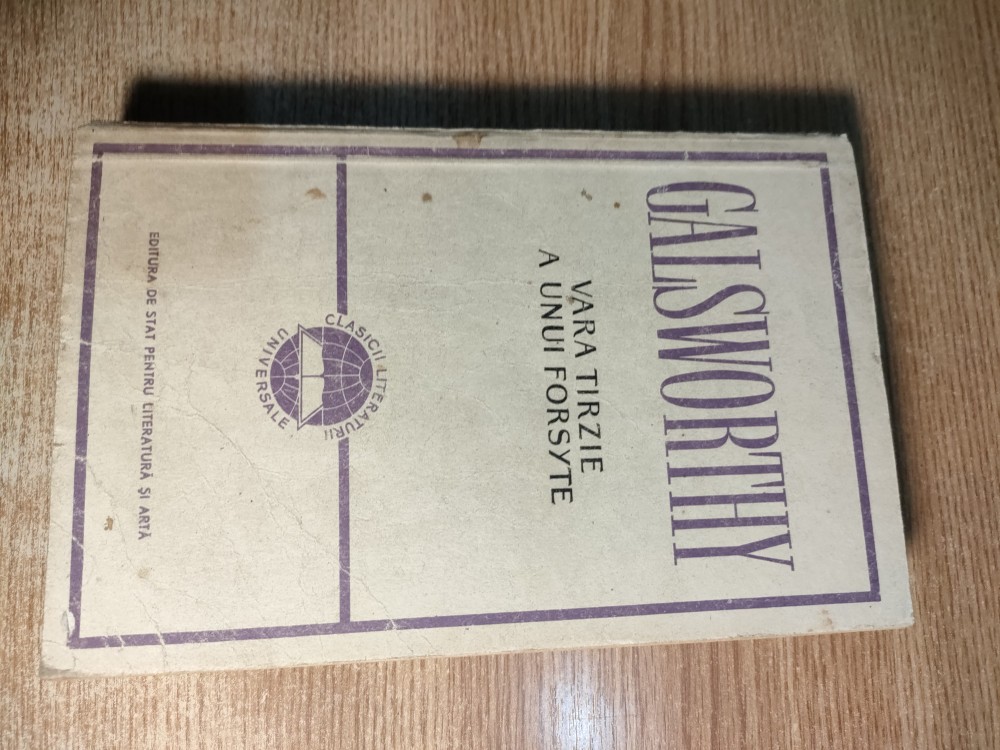 GALSWORTHY
VARA TIRZIE
A UNUI FORSYTE
CLASICII LITERATURII
UNIVERSALE
EDITURA DE STAT PENTRU LITERATURĂ ȘI ARTĂ